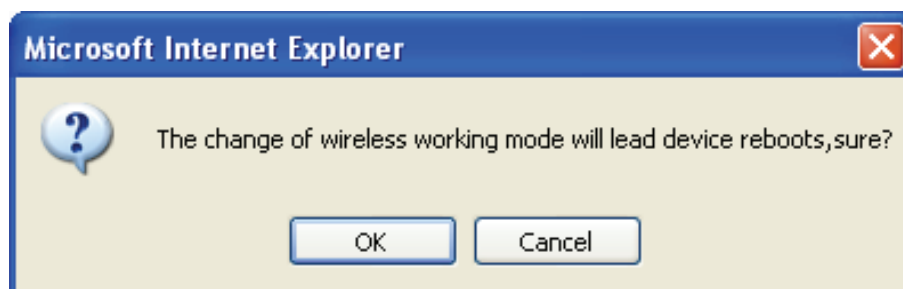 Microsoft Internet Explorer
The change of wireless working mode will lead device reboots,sure?
OK
Cancel